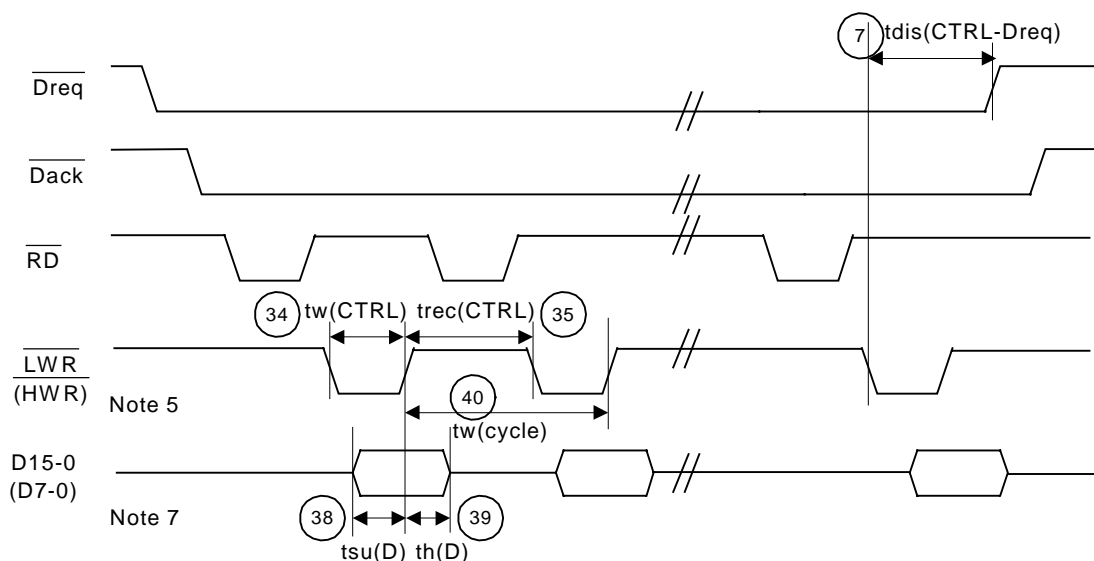 7 tdis(CTRL-Dreq)
Dreq
Dack
RD
34 tw(CTRL) trec(CTRL) 35
LWR
(HWR)
Note 5
40
tw(cycle)
D15-0
(D7-0)
Note 7
38 39
tsu(D) th(D)